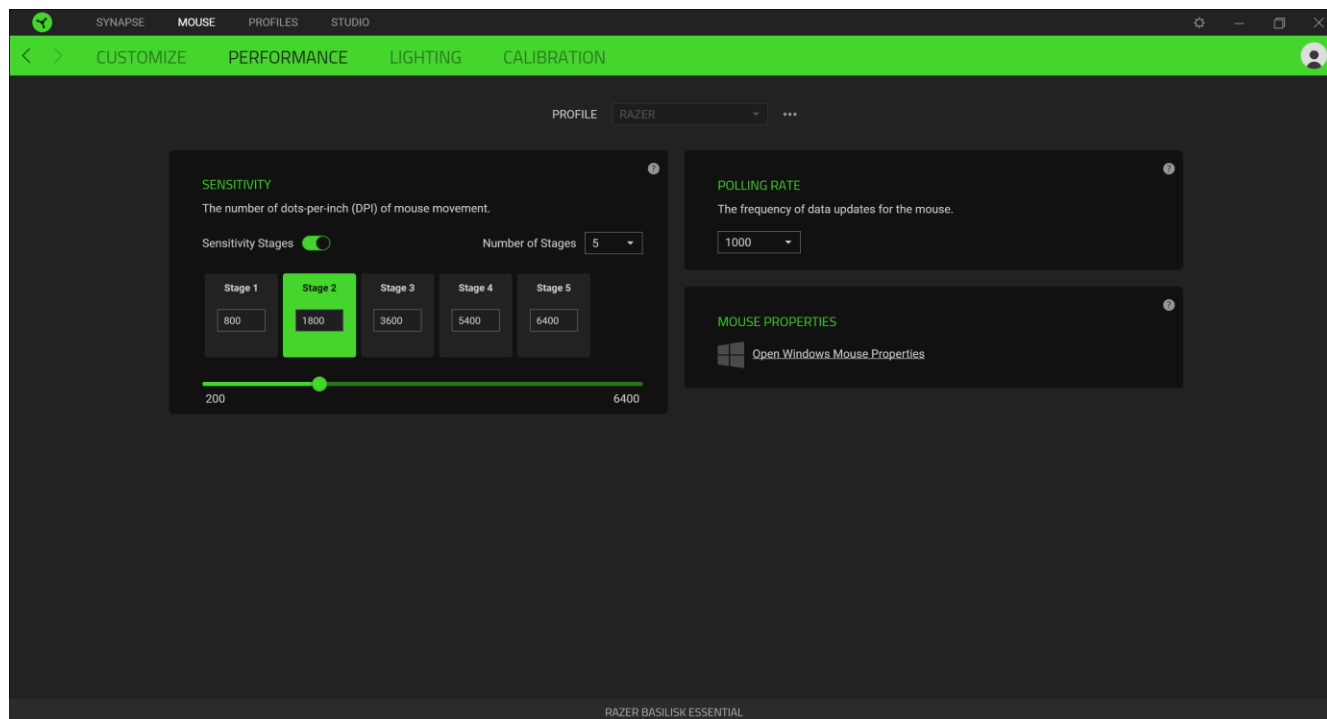 SYNAPSE MOUSE PROFILES STUDIO
CUSTOMIZE PERFORMANCE LIGHTING CALIBRATION
PROFILE RAZER
SENSITIVITY
The number of dots-per-inch (DPI) of mouse movement.
Sensitivity Stages Number of Stages 5
Stage 1 Stage 2 Stage 3 Stage 4 Stage 5
800 1800 3600 5400 6400
200 6400
POLLING RATE
The frequency of data updates for the mouse.
1000
MOUSE PROPERTIES
Open Windows Mouse Properties
RAZER BASILISK ESSENTIAL